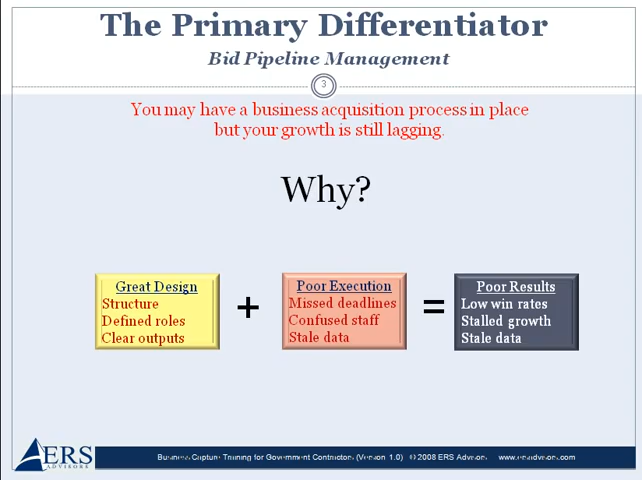 The Primary Differentiator
Bid Pipeline Management
3
You may have a business acquisition process in place
but your growth is still lagging.
Why?
Great Design
Structure
Defined roles
Clear outputs
+
Poor Execution
Missed deadlines
Confused staff
Stale data
=
Poor Results
Low win rates
Stalled growth
Stale data
ERS
ADVISORS
Business Capture Training for Government Contractors (Version 1.0) © 2008 ERS Advisors www.ersadvisors.com